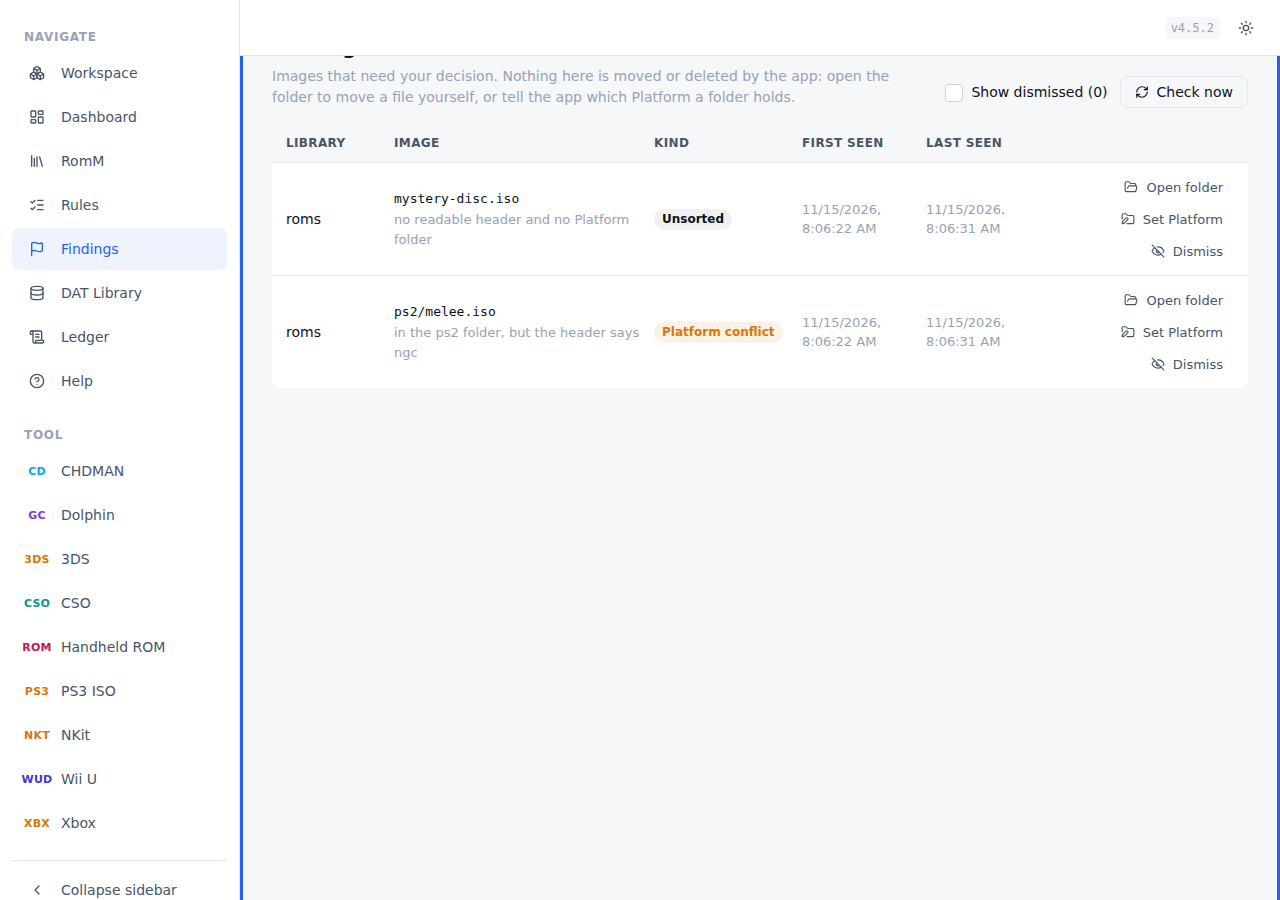 NAVIGATE
Workspace
Dashboard
RomM
Rules
Findings
DAT Library
Ledger
Help
TOOL
CD CHDMAN
GC Dolphin
3DS 3DS
CSO CSO
ROM Handheld ROM
PS3 PS3 ISO
NKT NKit
WUD Wii U
XBX Xbox
Collapse sidebar
v4.5.2
Images that need your decision. Nothing here is moved or deleted by the app: open the
folder to move a file yourself, or tell the app which Platform a folder holds.
Show dismissed (0)
Check now
LIBRARY IMAGE KIND FIRST SEEN LAST SEEN
roms
mystery-disc.iso
no readable header and no Platform
folder
Unsorted
11/15/2026,
8:06:22 AM
11/15/2026,
8:06:31 AM
Open folder
Set Platform
Dismiss
roms
ps2/melee.iso
in the ps2 folder, but the header says
ngc
Platform conflict
11/15/2026,
8:06:22 AM
11/15/2026,
8:06:31 AM
Open folder
Set Platform
Dismiss